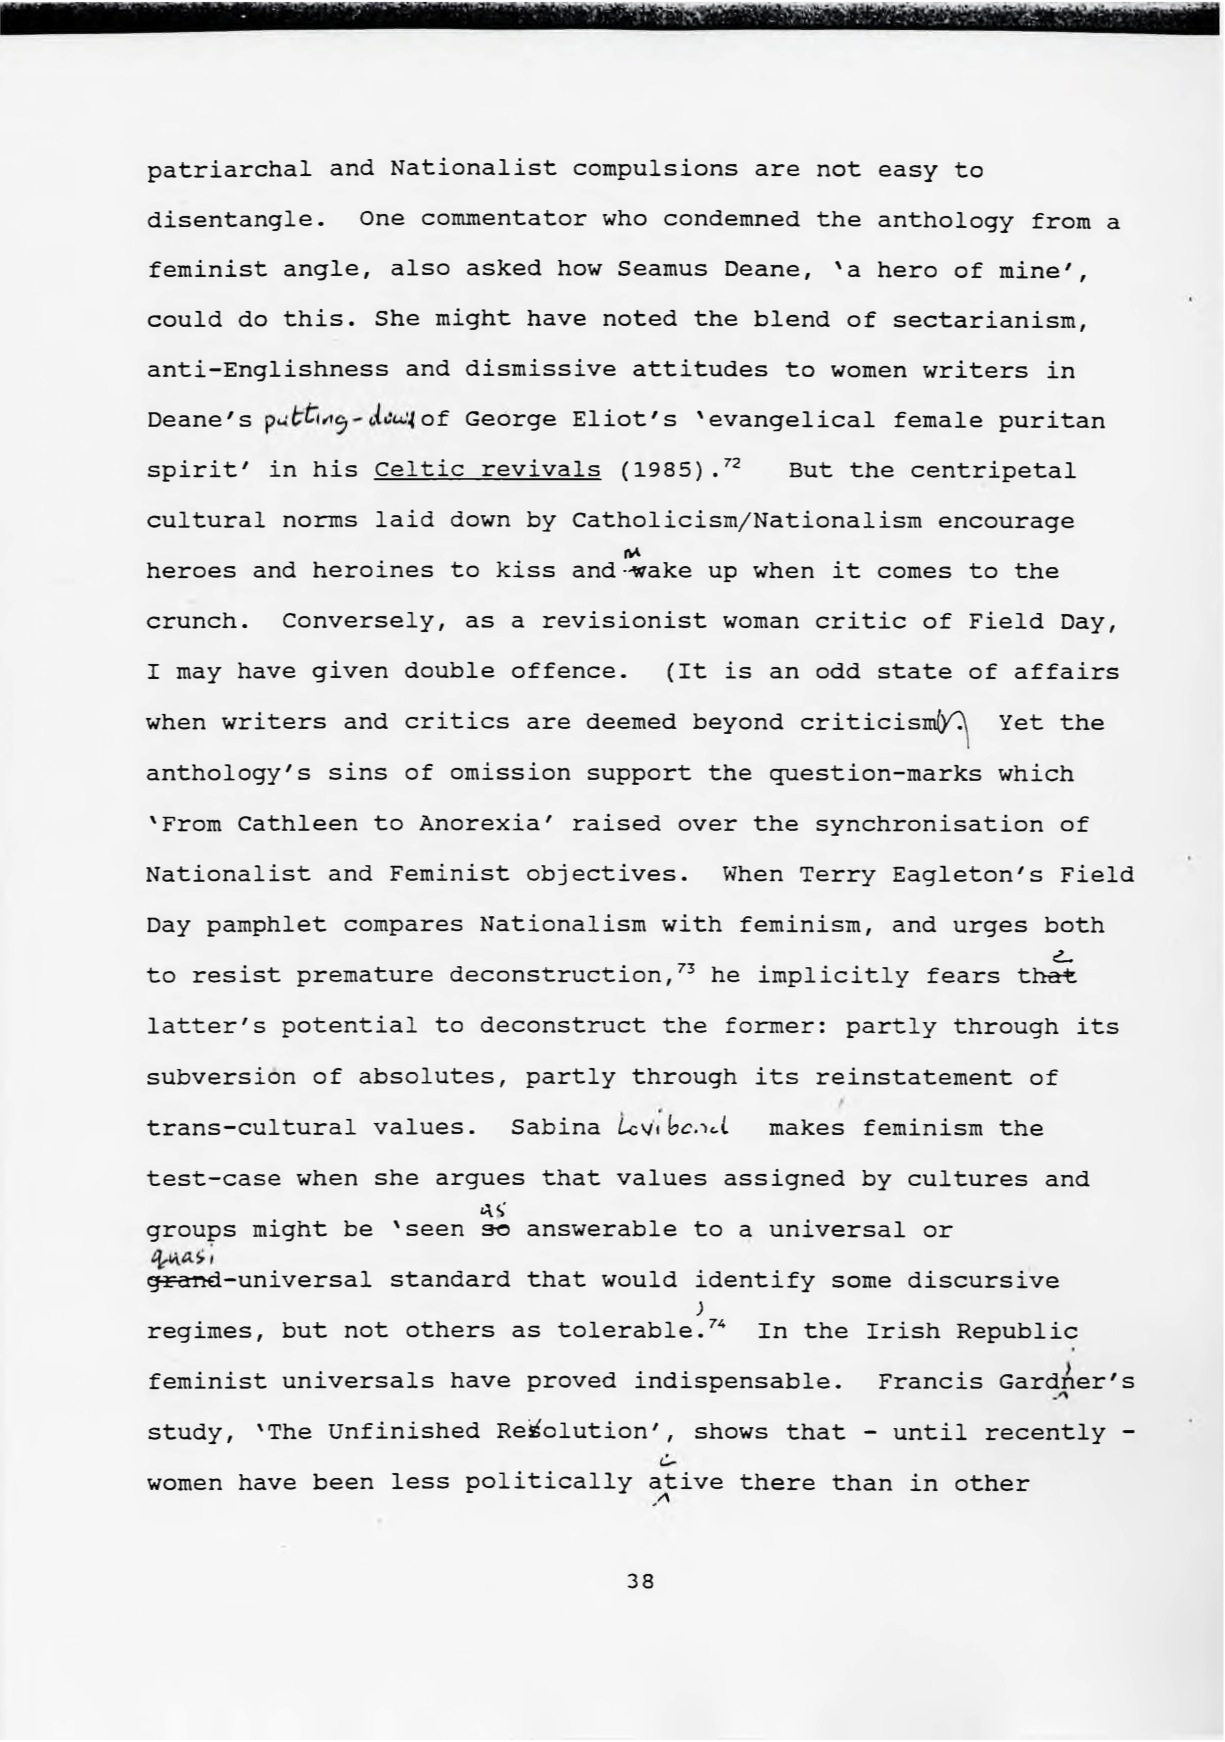 patriarchal and Nationalist compulsions are not easy to
disentangle. One commentator who condemned the anthology from a
feminist angle, also asked how Seamus Deane, 'a hero of mine',
could do this. She might have noted the blend of sectarianism,
anti-Englishness and dismissive attitudes to women writers in
Deane's putting-down of George Eliot's 'evangelical female puritan
spirit' in his Celtic revivals (1985).72 But the centripetal
cultural norms laid down by Catholicism/Nationalism encourage
heroes and heroines to kiss and make up when it comes to the
crunch. Conversely, as a revisionist woman critic of Field Day,
I may have given double offence. (It is an odd state of affairs
when writers and critics are deemed beyond criticism). Yet the
anthology's sins of omission support the question-marks which
'From Cathleen to Anorexia' raised over the synchronisation of
Nationalist and Feminist objectives. When Terry Eagleton's Field
Day pamphlet compares Nationalism with feminism, and urges both
to resist premature deconstruction,73 he implicitly fears the
latter's potential to deconstruct the former: partly through its
subversion of absolutes, partly through its reinstatement of
trans-cultural values. Sabina Lovibond makes feminism the
test-case when she argues that values assigned by cultures and
groups might be 'seen as answerable to a universal or
quasi-universal standard that would identify some discursive
regimes, but not others as tolerable'.74 In the Irish Republic
feminist universals have proved indispensable. Francis Gardiner's
study, 'The Unfinished Revolution', shows that - until recently -
women have been less politically active there than in other
38